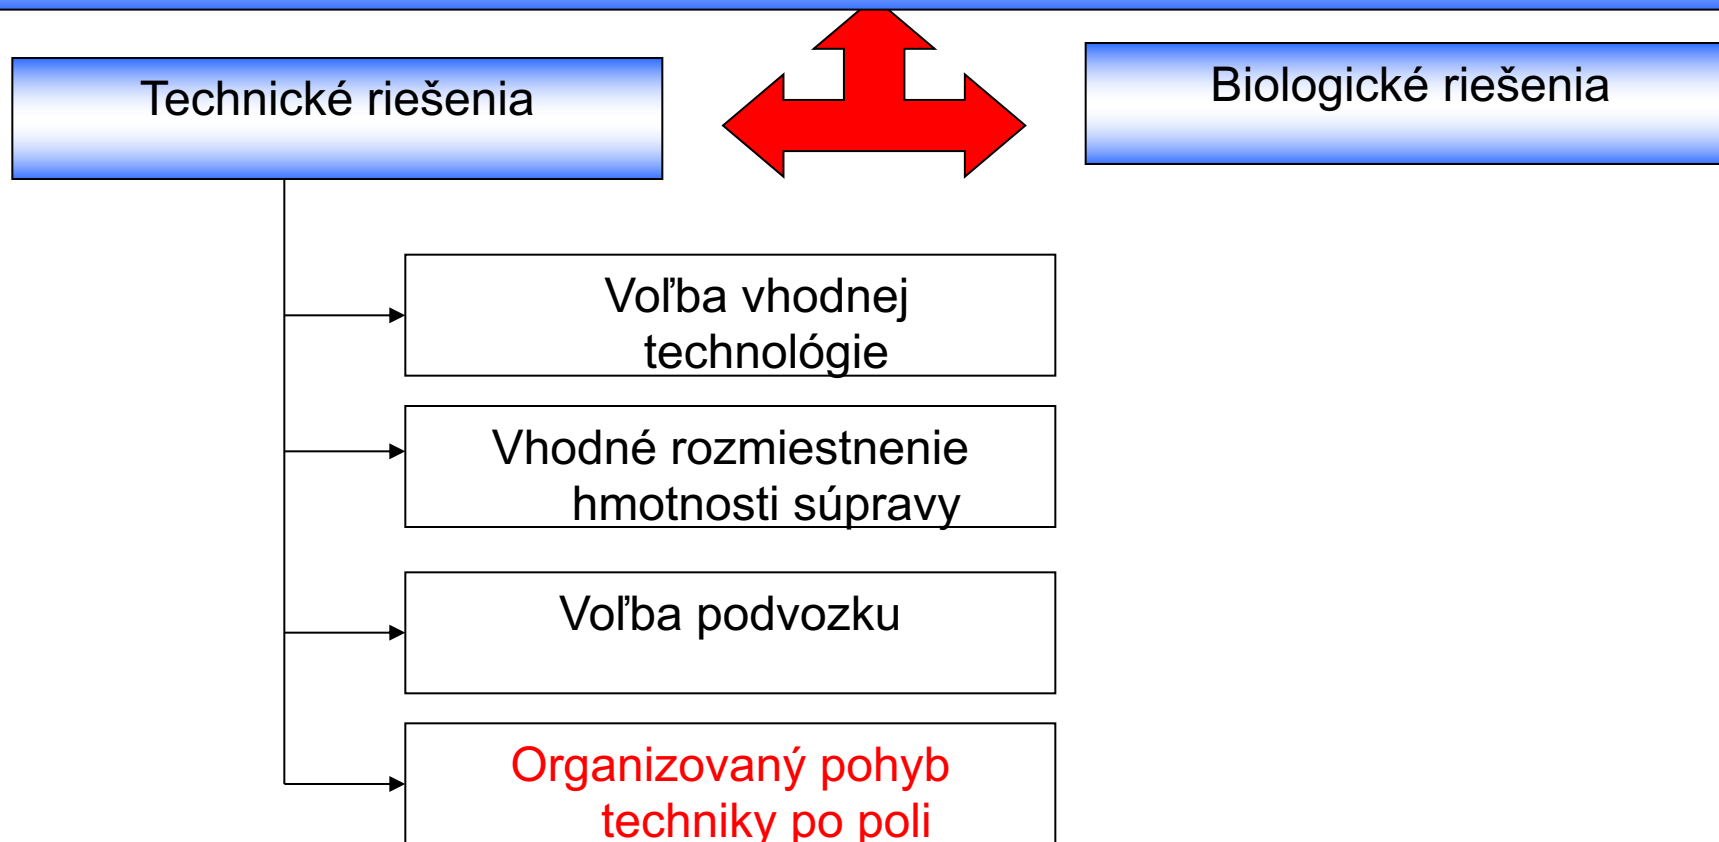 Technické riešenia
Biologické riešenia
Voľba vhodnej
technológie
Vhodné rozmiestnenie
hmotnosti súpravy
Voľba podvozku
Organizovaný pohyb
techniky po poli